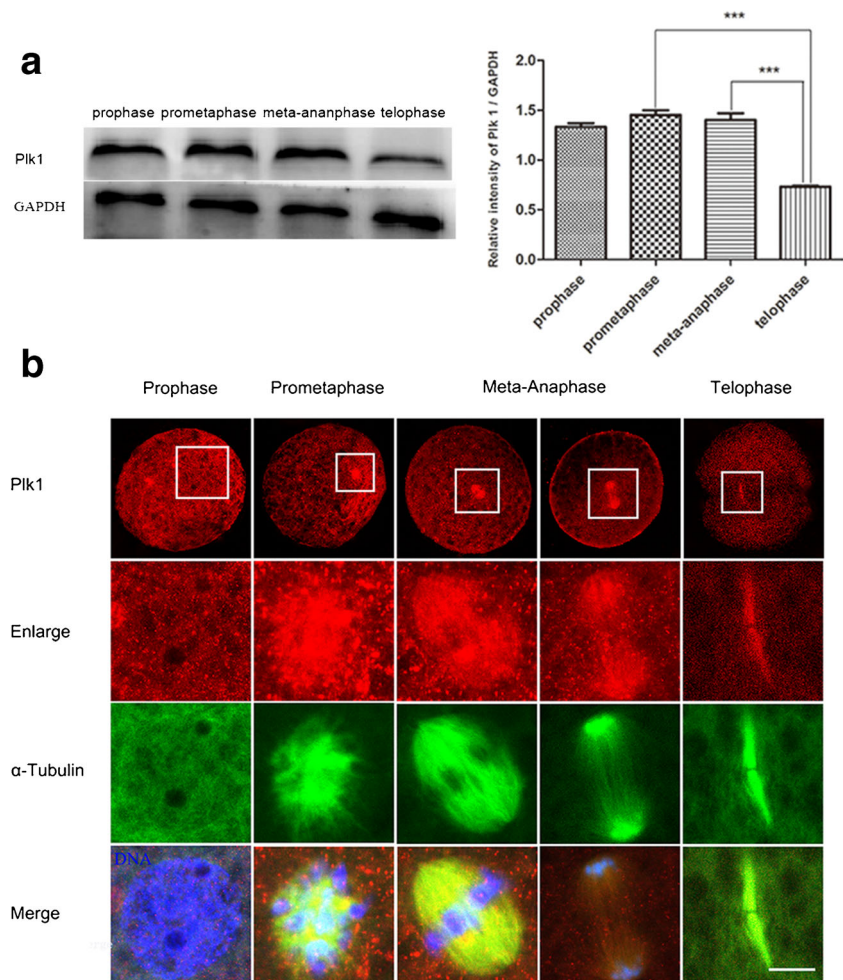 a
prophase prometaphase meta-ananphase telophase
Plk1
GAPDH
Relative intensity of Plk 1 / GAPDH
2.0
1.5
1.0
0.5
0.0
***
***
prophase
prometaphase
meta-anaphase
telophase
b
Prophase Prometaphase Meta-Anaphase Telophase
Plk1
Enlarge
α-Tubulin
Merge
DNA